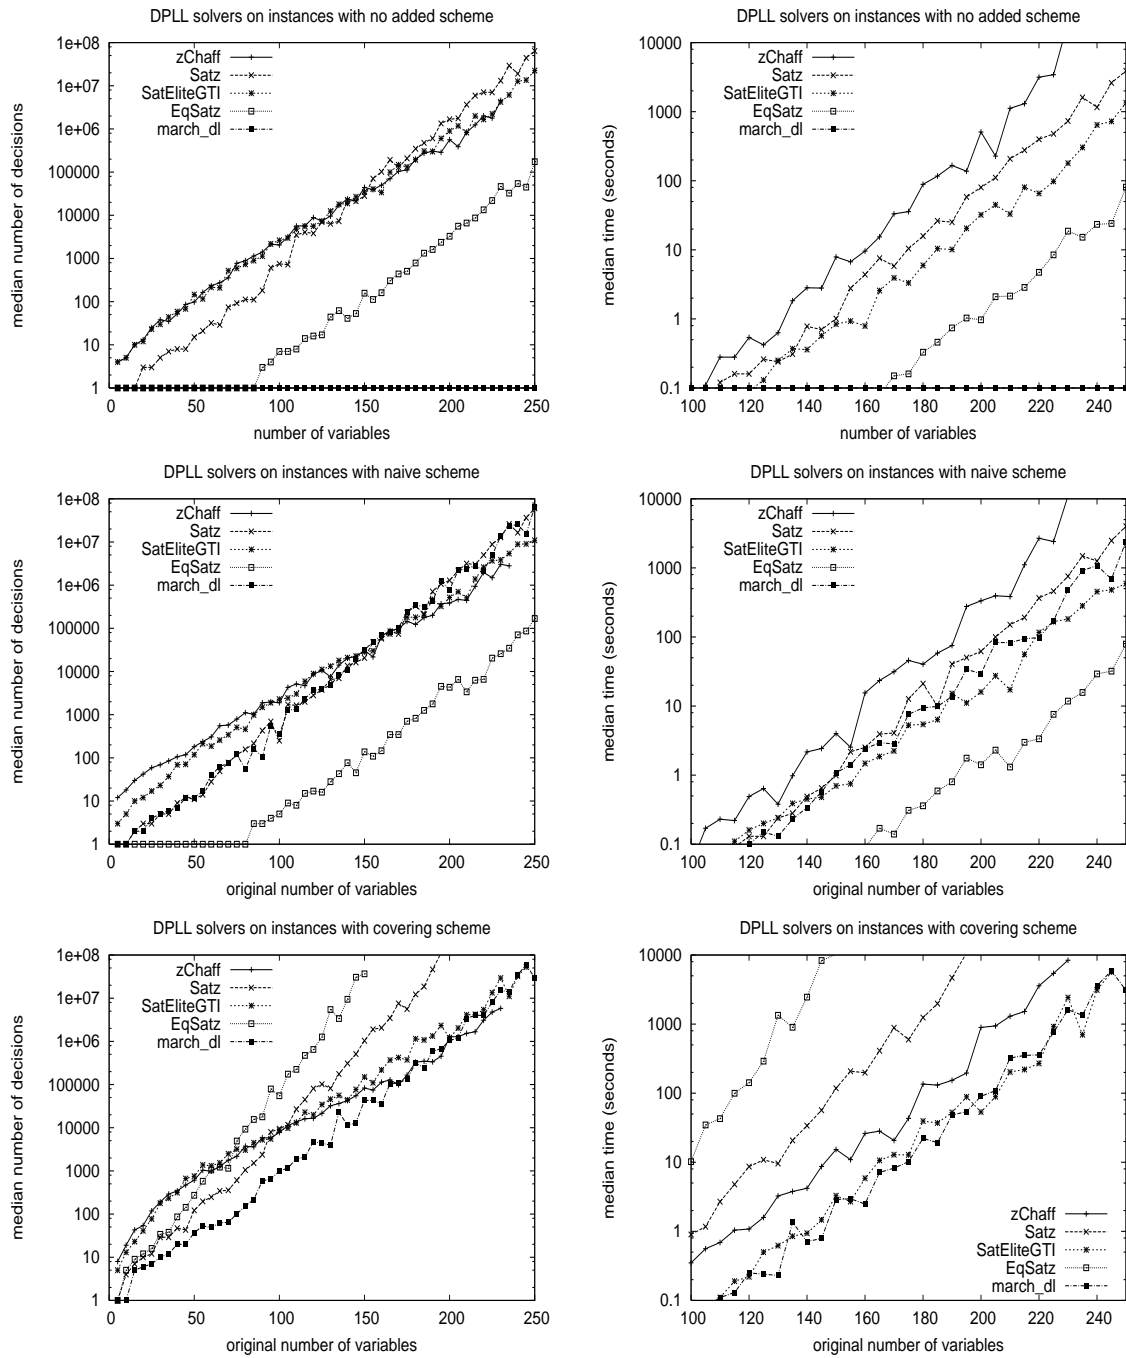 DPLL solvers on instances with no added scheme
median number of decisions
1e+08
1e+07
1e+06
100000
10000
1000
100
10
1
zChaff
Satz
SatEliteGTI
EqSatz
march_dl
0 50 100 150 200 250
number of variables
DPLL solvers on instances with no added scheme
median time (seconds)
10000
1000
100
10
1
0.1
zChaff
Satz
SatEliteGTI
EqSatz
march_dl
100 120 140 160 180 200 220 240
number of variables
DPLL solvers on instances with naive scheme
median number of decisions
1e+08
1e+07
1e+06
100000
10000
1000
100
10
1
zChaff
Satz
SatEliteGTI
EqSatz
march_dl
0 50 100 150 200 250
original number of variables
DPLL solvers on instances with naive scheme
median time (seconds)
10000
1000
100
10
1
0.1
zChaff
Satz
SatEliteGTI
EqSatz
march_dl
100 120 140 160 180 200 220 240
original number of variables
DPLL solvers on instances with covering scheme
median number of decisions
1e+08
1e+07
1e+06
100000
10000
1000
100
10
1
zChaff
Satz
SatEliteGTI
EqSatz
march_dl
0 50 100 150 200 250
original number of variables
DPLL solvers on instances with covering scheme
median time (seconds)
10000
1000
100
10
1
0.1
zChaff
Satz
SatEliteGTI
EqSatz
march_dl
100 120 140 160 180 200 220 240
original number of variables